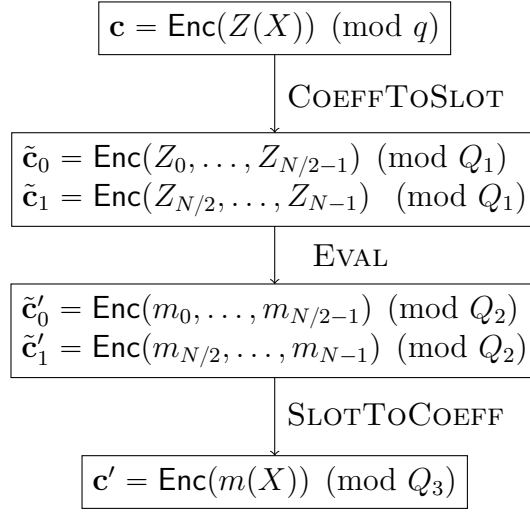 𝐜 = Enc(Z(X)) (mod q)
COEFFTOSLOT
𝐜̃₀ = Enc(Z₀, . . . , Z_{N/2−1}) (mod Q₁)
𝐜̃₁ = Enc(Z_{N/2}, . . . , Z_{N−1}) (mod Q₁)
EVAL
𝐜̃′₀ = Enc(m₀, . . . , m_{N/2−1}) (mod Q₂)
𝐜̃′₁ = Enc(m_{N/2}, . . . , m_{N−1}) (mod Q₂)
SLOTTOCOEFF
𝐜′ = Enc(m(X)) (mod Q₃)